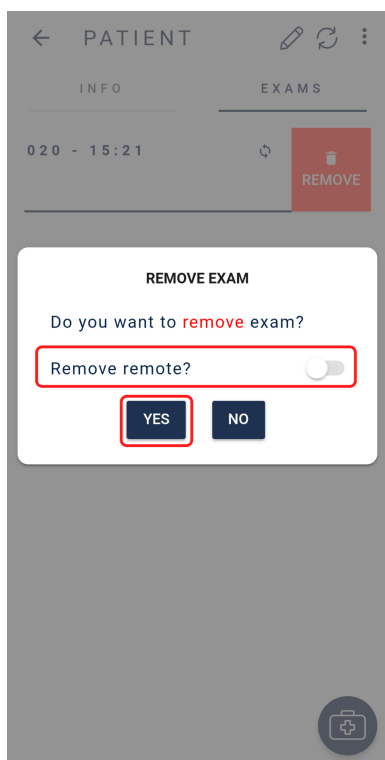 PATIENT
INFO EXAMS
020 - 15:21
REMOVE
REMOVE EXAM
Do you want to remove exam?
Remove remote?
YES NO